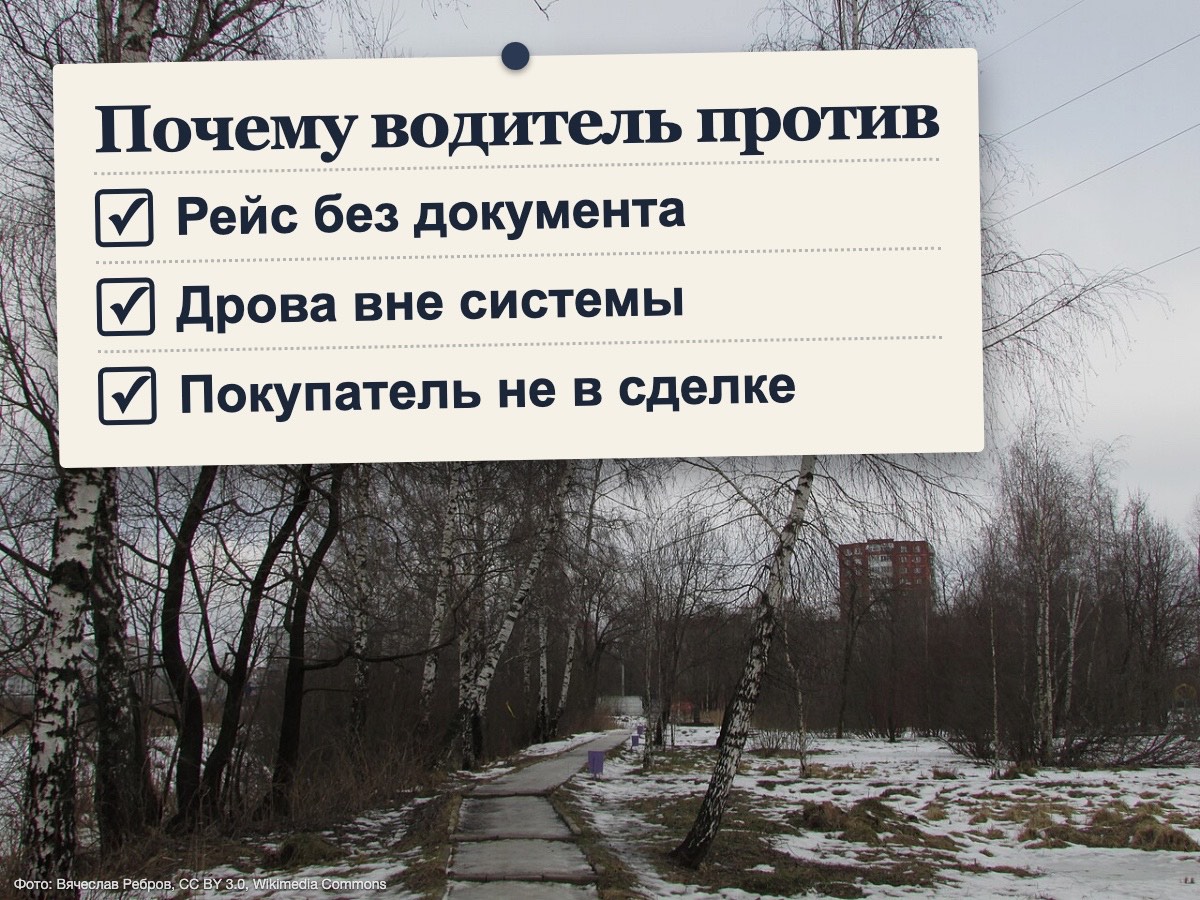 Почему водитель против
Рейс без документа
Дрова вне системы
Покупатель не в сделке
Фото: Вячеслав Ребров, CC BY 3.0, Wikimedia Commons